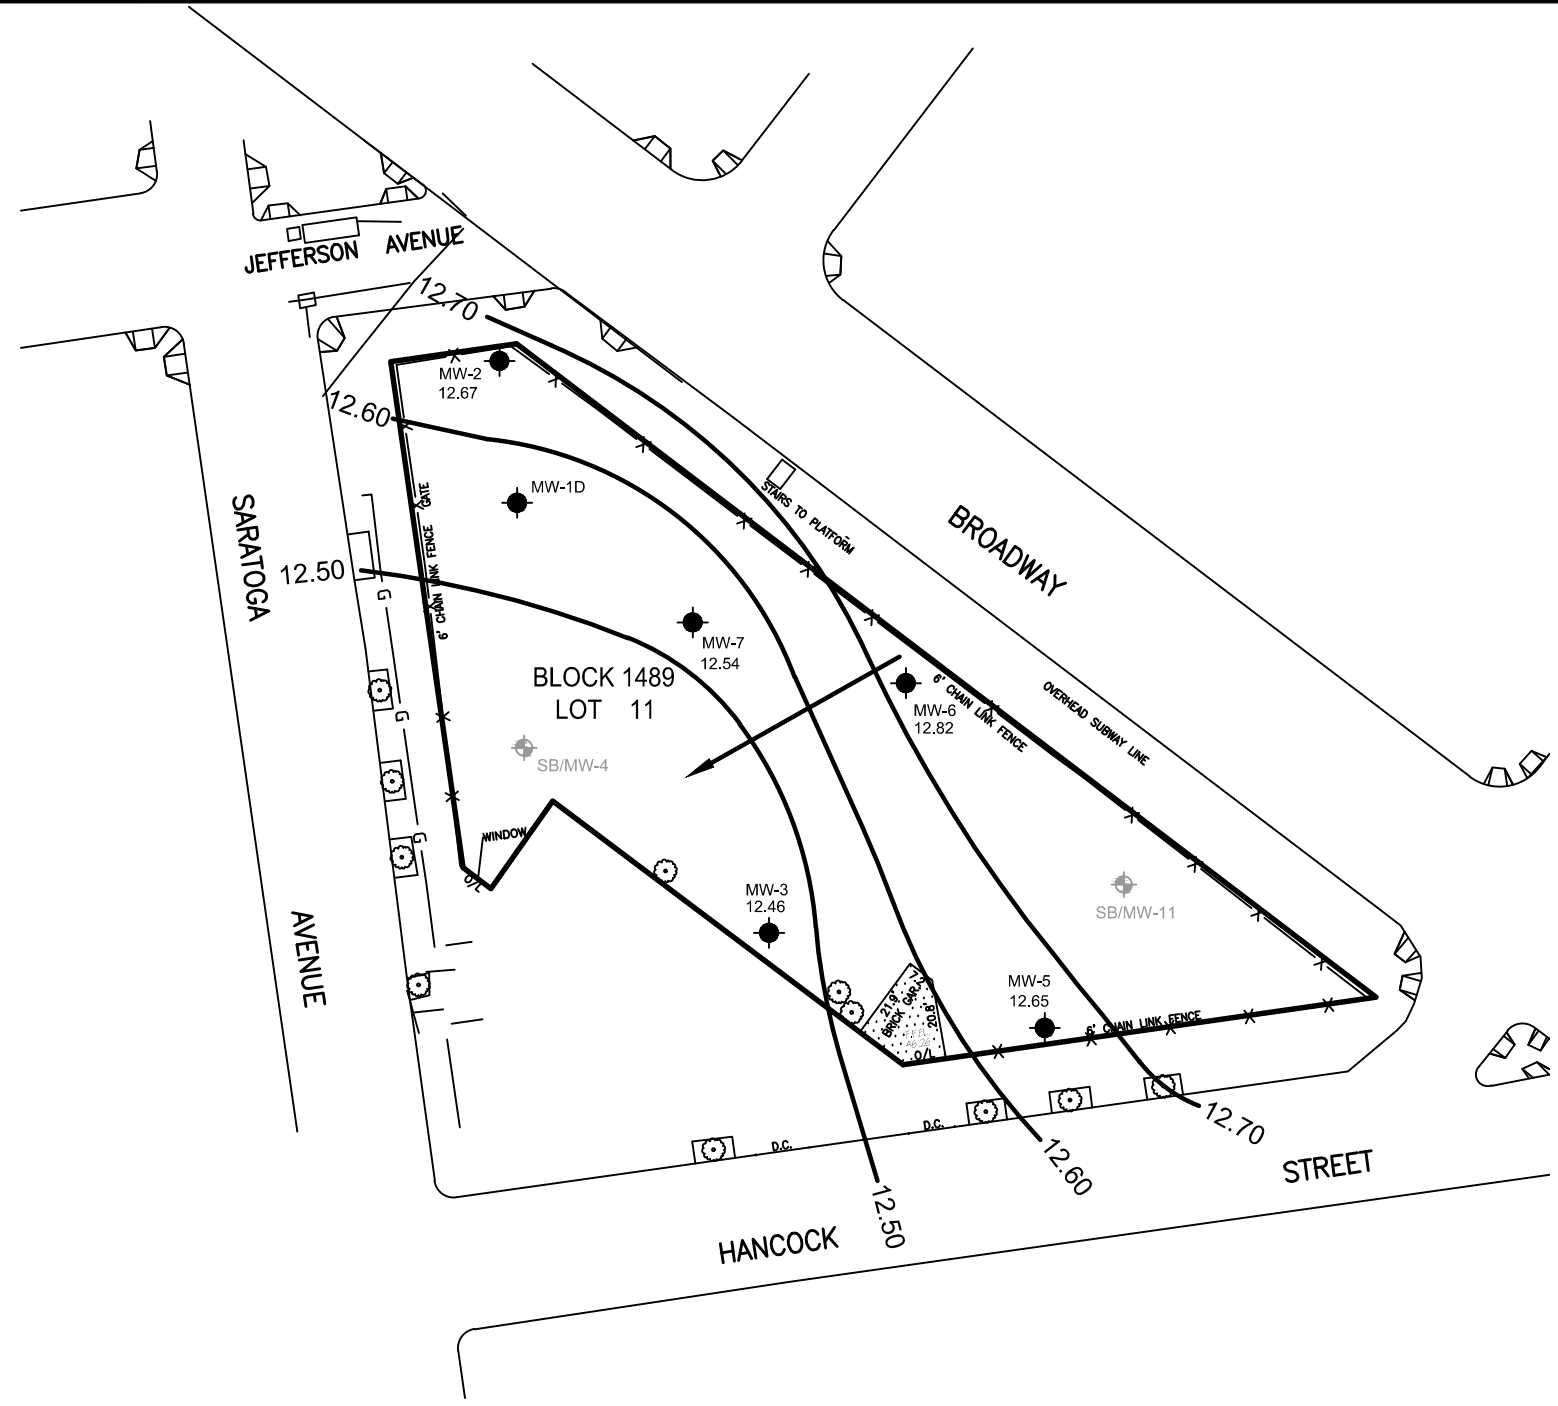 JEFFERSON AVENUE
12.70
MW-2
12.67
12.60
MW-1D
GATE
6' CHAIN LINK FENCE
SARATOGA
STAIRS TO PLATFORM
BROADWAY
12.50
G
MW-7
12.54
BLOCK 1489
LOT 11
MW-6
12.82
6' CHAIN LINK FENCE
OVERHEAD SUBWAY LINE
G
SB/MW-4
WINDOW
G
O/L
MW-3
12.46
SB/MW-11
AVENUE
MW-5
12.65
21.9'
BRICK GAR.
20.8'
O/L
6' CHAIN LINK FENCE
D.C.
D.C.
12.70
12.60
12.50
STREET
HANCOCK